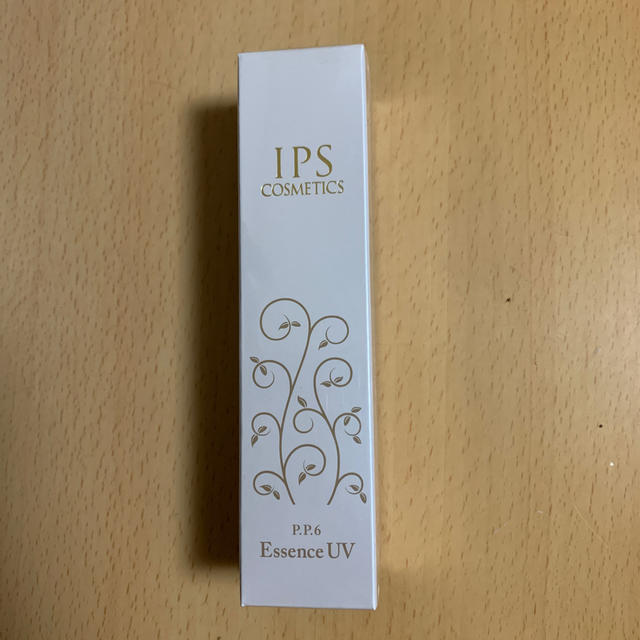 IPS
COSMETICS
P.P.6
Essence UV